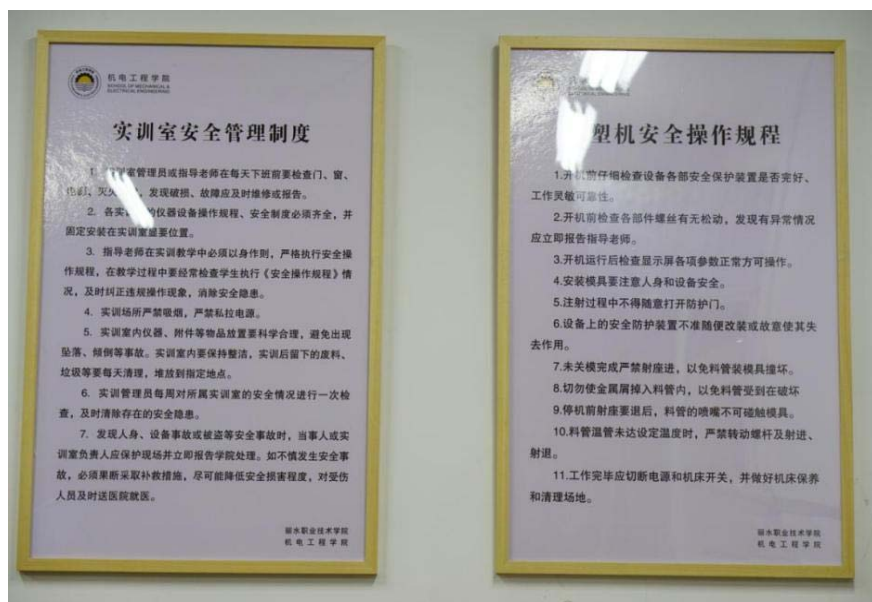 机电工程学院
SCHOOL OF MECHANICAL &
ELECTRICAL ENGINEERING
实训室安全管理制度
1. 训室管理员或指导老师在每天下班前要检查门、窗、
灭火 发现破损、故障应及时维修或报告。
2. 各实 的仪器设备操作规程、安全制度必须齐全，并
固定安装在实训室显要位置。
3. 指导老师在实训教学中必须以身作则，严格执行安全操
作规程，在教学过程中要经常检查学生执行《安全操作规程》情
况，及时纠正违规操作现象，消除安全隐患。
4. 实训场所严禁吸烟，严禁私拉电源。
5. 实训室内仪器、附件等物品放置要科学合理，避免出现
坠落、倾倒等事故。实训室内要保持整洁，实训后留下的废料、
垃圾等要每天清理，堆放到指定地点。
6. 实训管理员每周对所属实训室的安全情况进行一次检
查，及时清除存在的安全隐患。
7. 发现人身、设备事故或被盗等安全事故时，当事人或实
训室负责人应保护现场并立即报告学院处理。如不慎发生安全事
故，必须果断采取补救措施，尽可能降低安全损害程度，对受伤
人员及时送医院就医。
丽水职业技术学院
机电工程学院
ELECTRICAL ENGINEERING
塑机安全操作规程
1.开机前仔细检查设备各部安全保护装置是否完好、
工作灵敏可靠性。
2.开机前检查各部件螺丝有无松动，发现有异常情况
应立即报告指导老师。
3.开机运行后检查显示屏各项参数正常方可操作。
4.安装模具要注意人身和设备安全。
5.注射过程中不得随意打开防护门。
6.设备上的安全防护装置不准随便改装或故意使其失
去作用。
7.未关模完成严禁射座进，以免料管装模具撞坏。
8.切勿使金属屑掉入料管内，以免料管受到在破坏
9.停机前射座要退后，料管的喷嘴不可碰触模具。
10.料管温管未达设定温度时，严禁转动螺杆及射进、
射退。
11.工作完毕应切断电源和机床开关，并做好机床保养
和清理场地。
丽水职业技术学院
机电工程学院